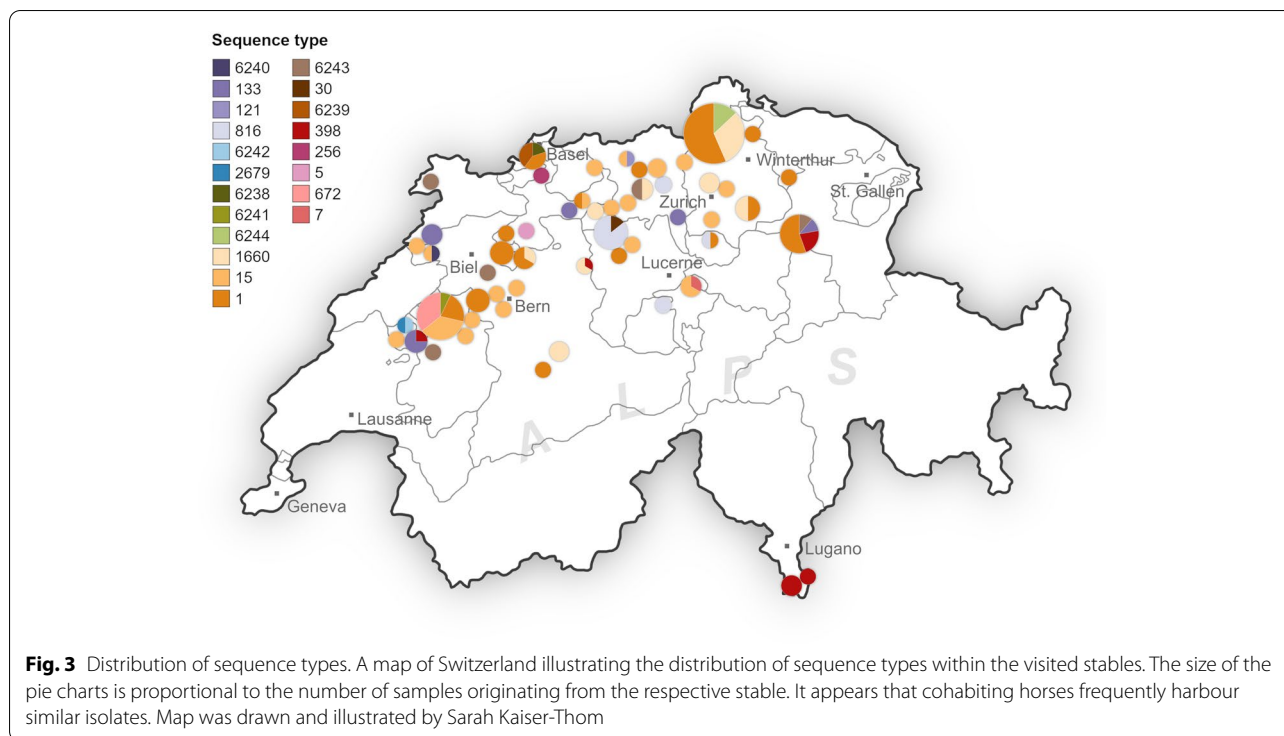 Sequence type
6240 6243
133 30
121 6239
816 398
6242 256
2679 5
6238 672
6241 7
6244
1660
15
1
Basel
Winterthur
St. Gallen
Zurich
Biel
Lucerne
Bern
A L P S
Lausanne
Geneva
Lugano
Fig. 3 Distribution of sequence types. A map of Switzerland illustrating the distribution of sequence types within the visited stables. The size of the
pie charts is proportional to the number of samples originating from the respective stable. It appears that cohabiting horses frequently harbour
similar isolates. Map was drawn and illustrated by Sarah Kaiser-Thom